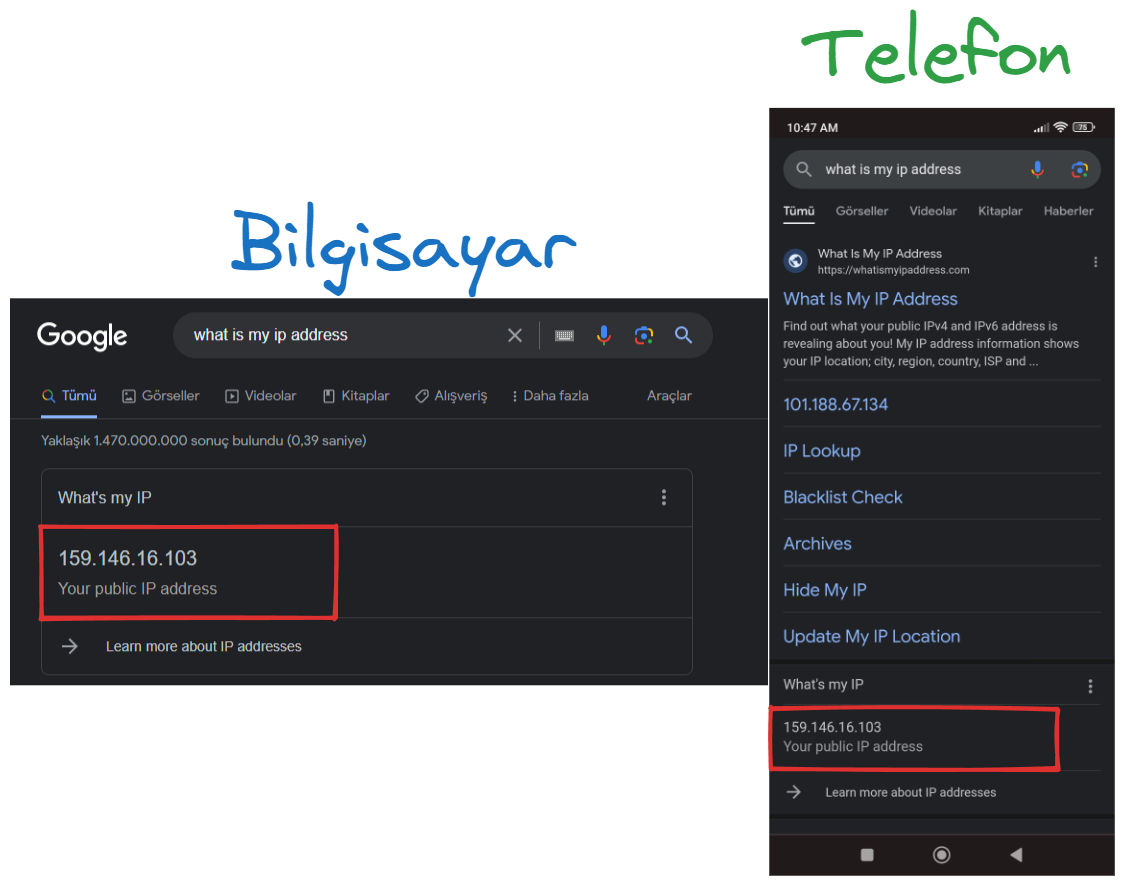 Telefon
Bilgisayar
Google
what is my ip address
Tümü Görseller Videolar Kitaplar Alışveriş Daha fazla Araçlar
Yaklaşık 1.470.000.000 sonuç bulundu (0,39 saniye)
What's my IP
159.146.16.103
Your public IP address
Learn more about IP addresses
10:47 AM 75
what is my ip address
Tümü Görseller Videolar Kitaplar Haberler
What Is My IP Address
https://whatismyipaddress.com
What Is My IP Address
Find out what your public IPv4 and IPv6 address is
revealing about you! My IP address information shows
your IP location; city, region, country, ISP and ...
101.188.67.134
IP Lookup
Blacklist Check
Archives
Hide My IP
Update My IP Location
What's my IP
159.146.16.103
Your public IP address
Learn more about IP addresses